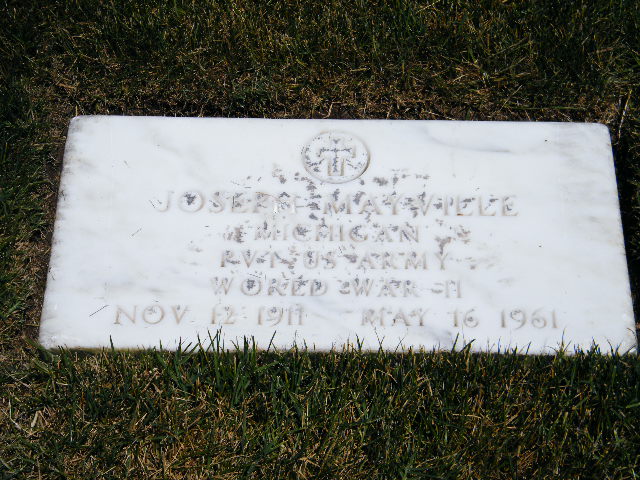 JOSEPH MAYVILLE
MICHIGAN
PVT US ARMY
WORLD WAR II
NOV 12 1911 MAY 16 1961